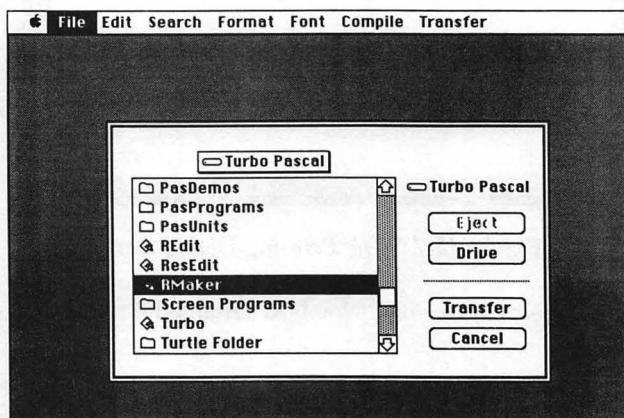 File Edit Search Format Font Compile Transfer
Turbo Pascal
PasDemos
PasPrograms
PasUnits
REdit
ResEdit
RMaker
Screen Programs
Turbo
Turtle Folder
Turbo Pascal
Eject
Drive
Transfer
Cancel